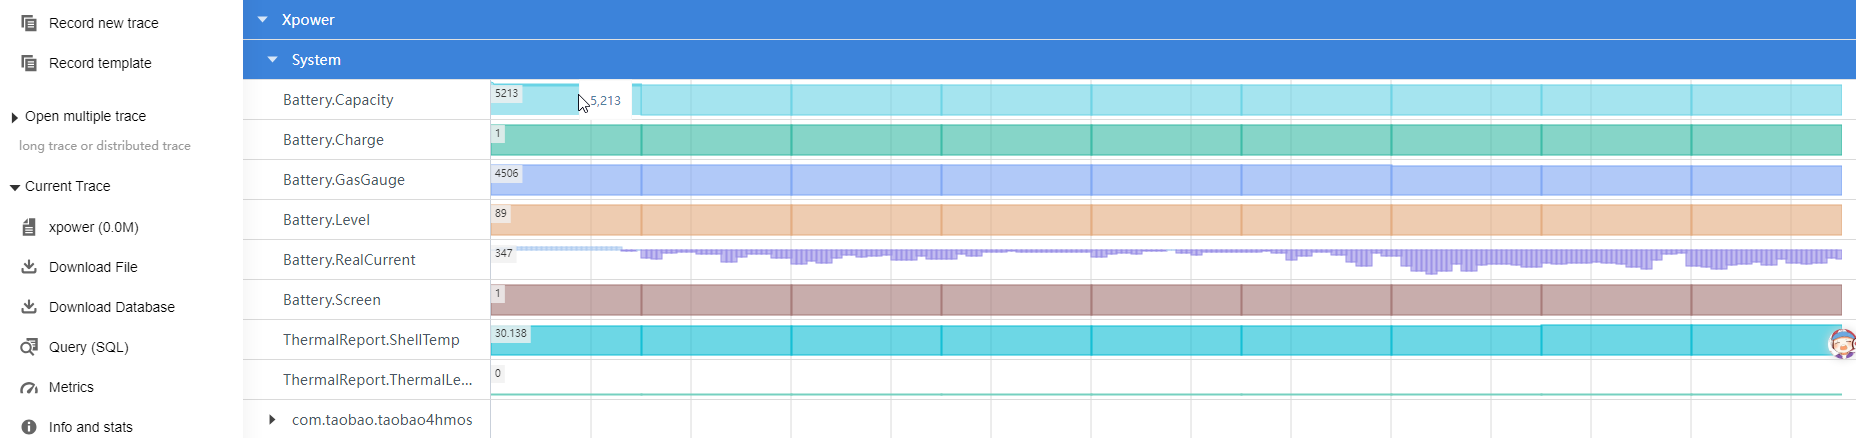 Record new trace
Record template
Open multiple trace
long trace or distributed trace
Current Trace
xpower (0.0M)
Download File
Download Database
Query (SQL)
Metrics
Info and stats
Xpower
System
Battery.Capacity
5213
5,213
Battery.Charge
1
Battery.GasGauge
4506
Battery.Level
89
Battery.RealCurrent
347
Battery.Screen
1
ThermalReport.ShellTemp
30.138
ThermalReport.ThermalLe...
0
com.taobao.taobao4hmos